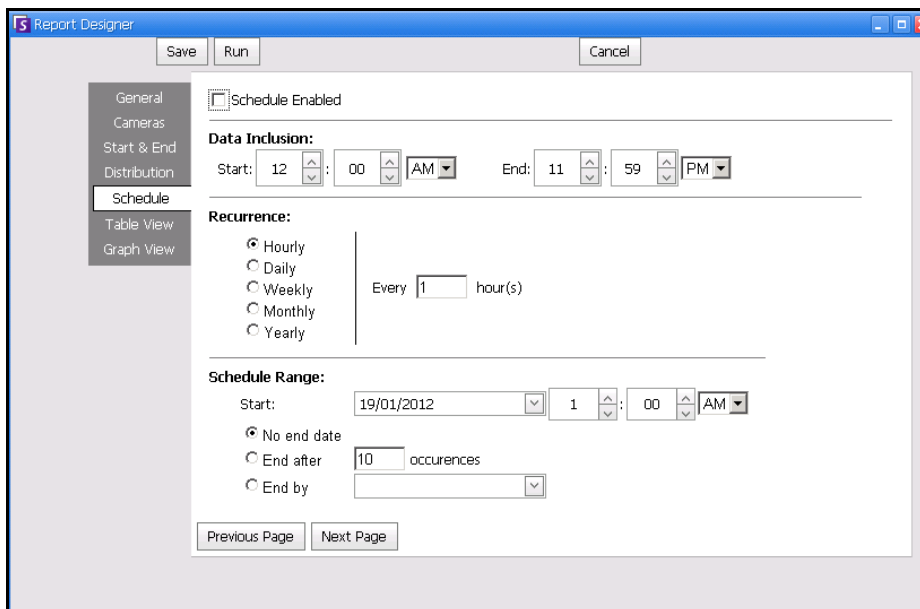 Report Designer
Save Run Cancel
General
Cameras
Start & End
Distribution
Schedule
Table View
Graph View
Schedule Enabled
Data Inclusion:
Start: 12 : 00 AM End: 11 : 59 PM
Recurrence:
Hourly
Daily
Weekly
Monthly
Yearly
Every 1 hour(s)
Schedule Range:
Start: 19/01/2012 1 : 00 AM
No end date
End after 10 occurences
End by
Previous Page Next Page